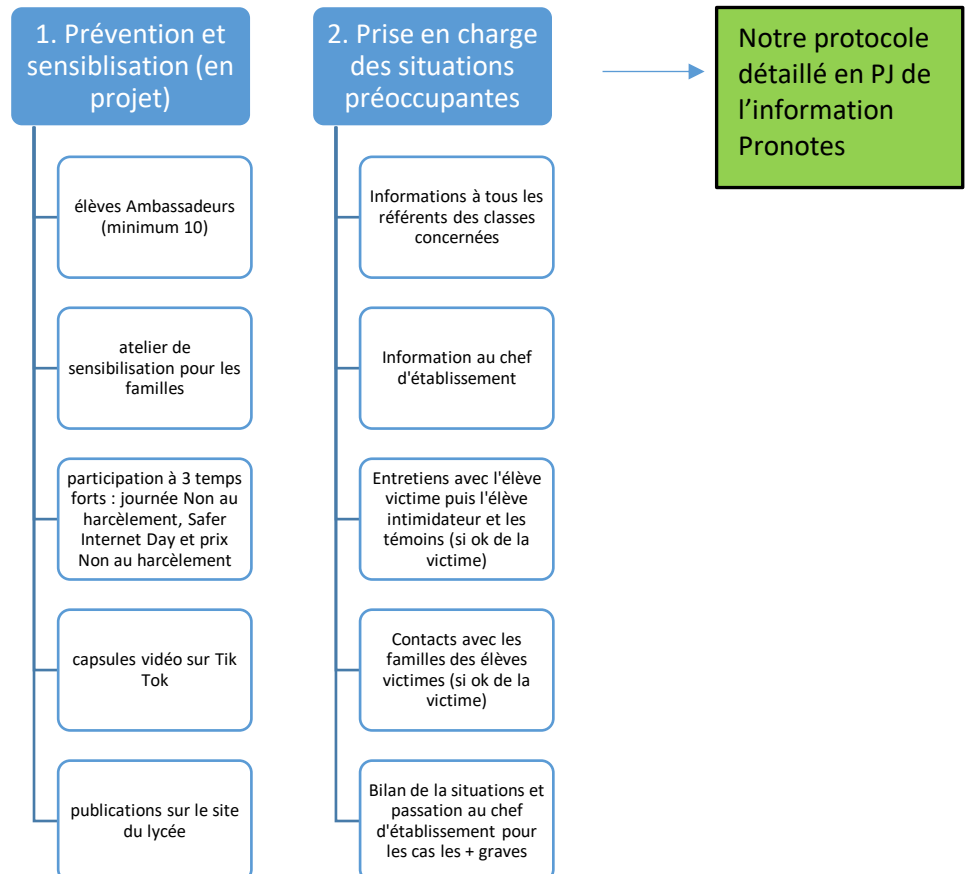 1. Prévention et
sensiblisation (en
projet)
élèves Ambassadeurs
(minimum 10)
atelier de
sensibilisation pour les
familles
participation à 3 temps
forts : journée Non au
harcèlement, Safer
Internet Day et prix
Non au harcèlement
capsules vidéo sur Tik
Tok
publications sur le site
du lycée
2. Prise en charge
des situations
préoccupantes
Informations à tous les
référents des classes
concernées
Information au chef
d'établissement
Entretiens avec l'élève
victime puis l'élève
intimidateur et les
témoins (si ok de la
victime)
Contacts avec les
familles des élèves
victimes (si ok de la
victime)
Bilan de la situations et
passation au chef
d'établissement pour
les cas les + graves
Notre protocole
détaillé en PJ de
l’information
Pronotes